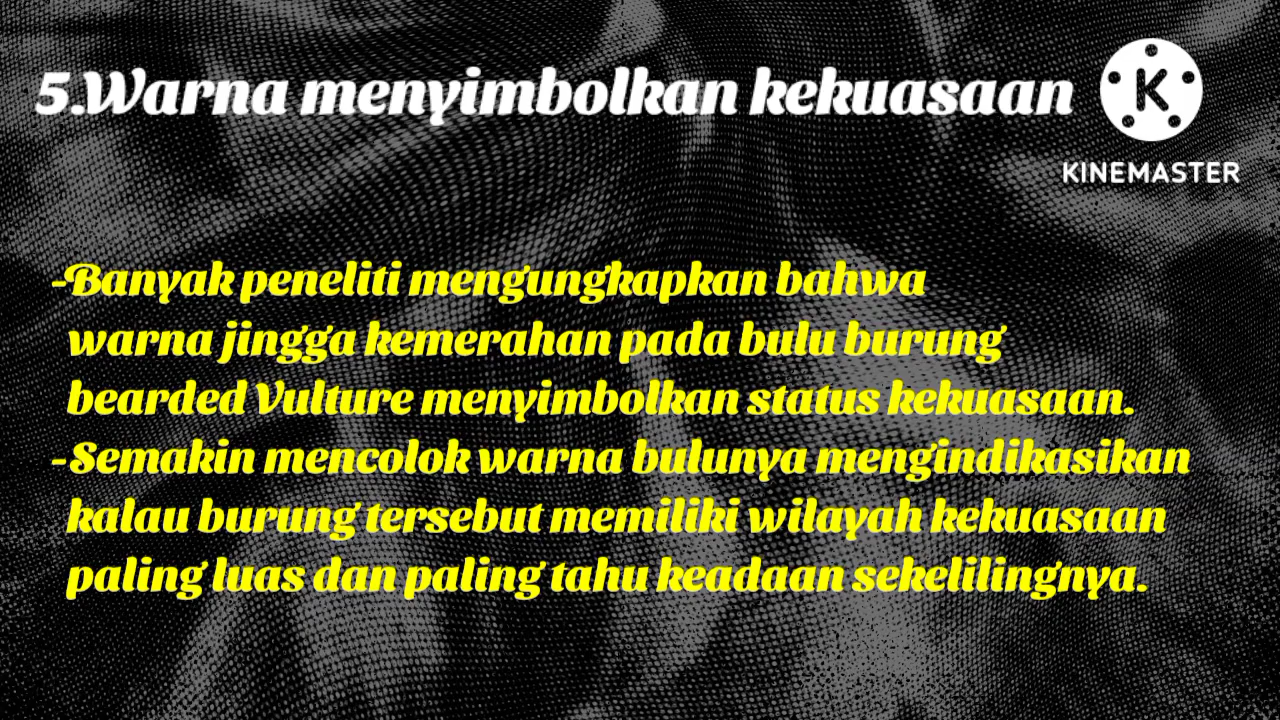 5.Warna menyimbolkan kekuasaan
K
KINEMASTER
-Banyak peneliti mengungkapkan bahwa
warna jingga kemerahan pada bulu burung
bearded Vulture menyimbolkan status kekuasaan.
-Semakin mencolok warna bulunya mengindikasikan
kalau burung tersebut memiliki wilayah kekuasaan
paling luas dan paling tahu keadaan sekelilingnya.